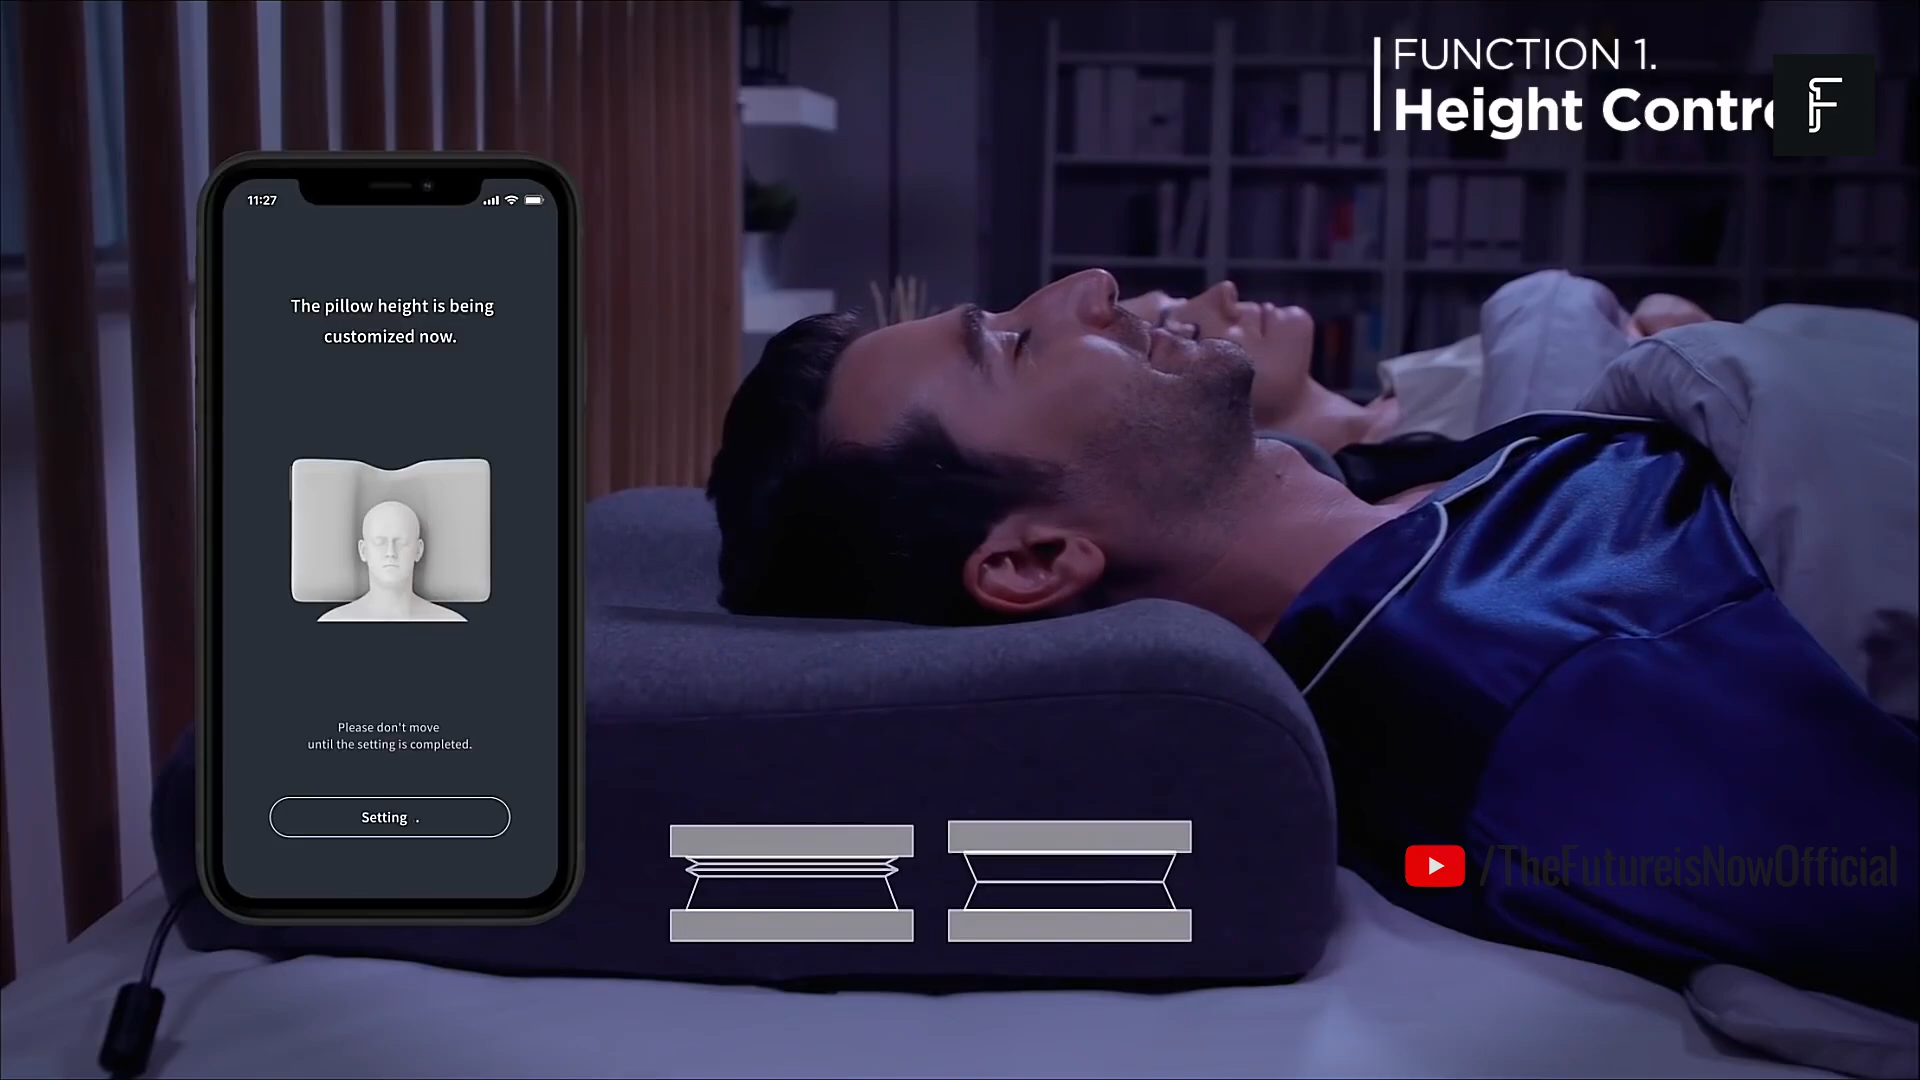 FUNCTION 1.
Height Contr
11:27
The pillow height is being
customized now.
Please don't move
until the setting is completed.
Setting .
/TheFutureisNowOfficial